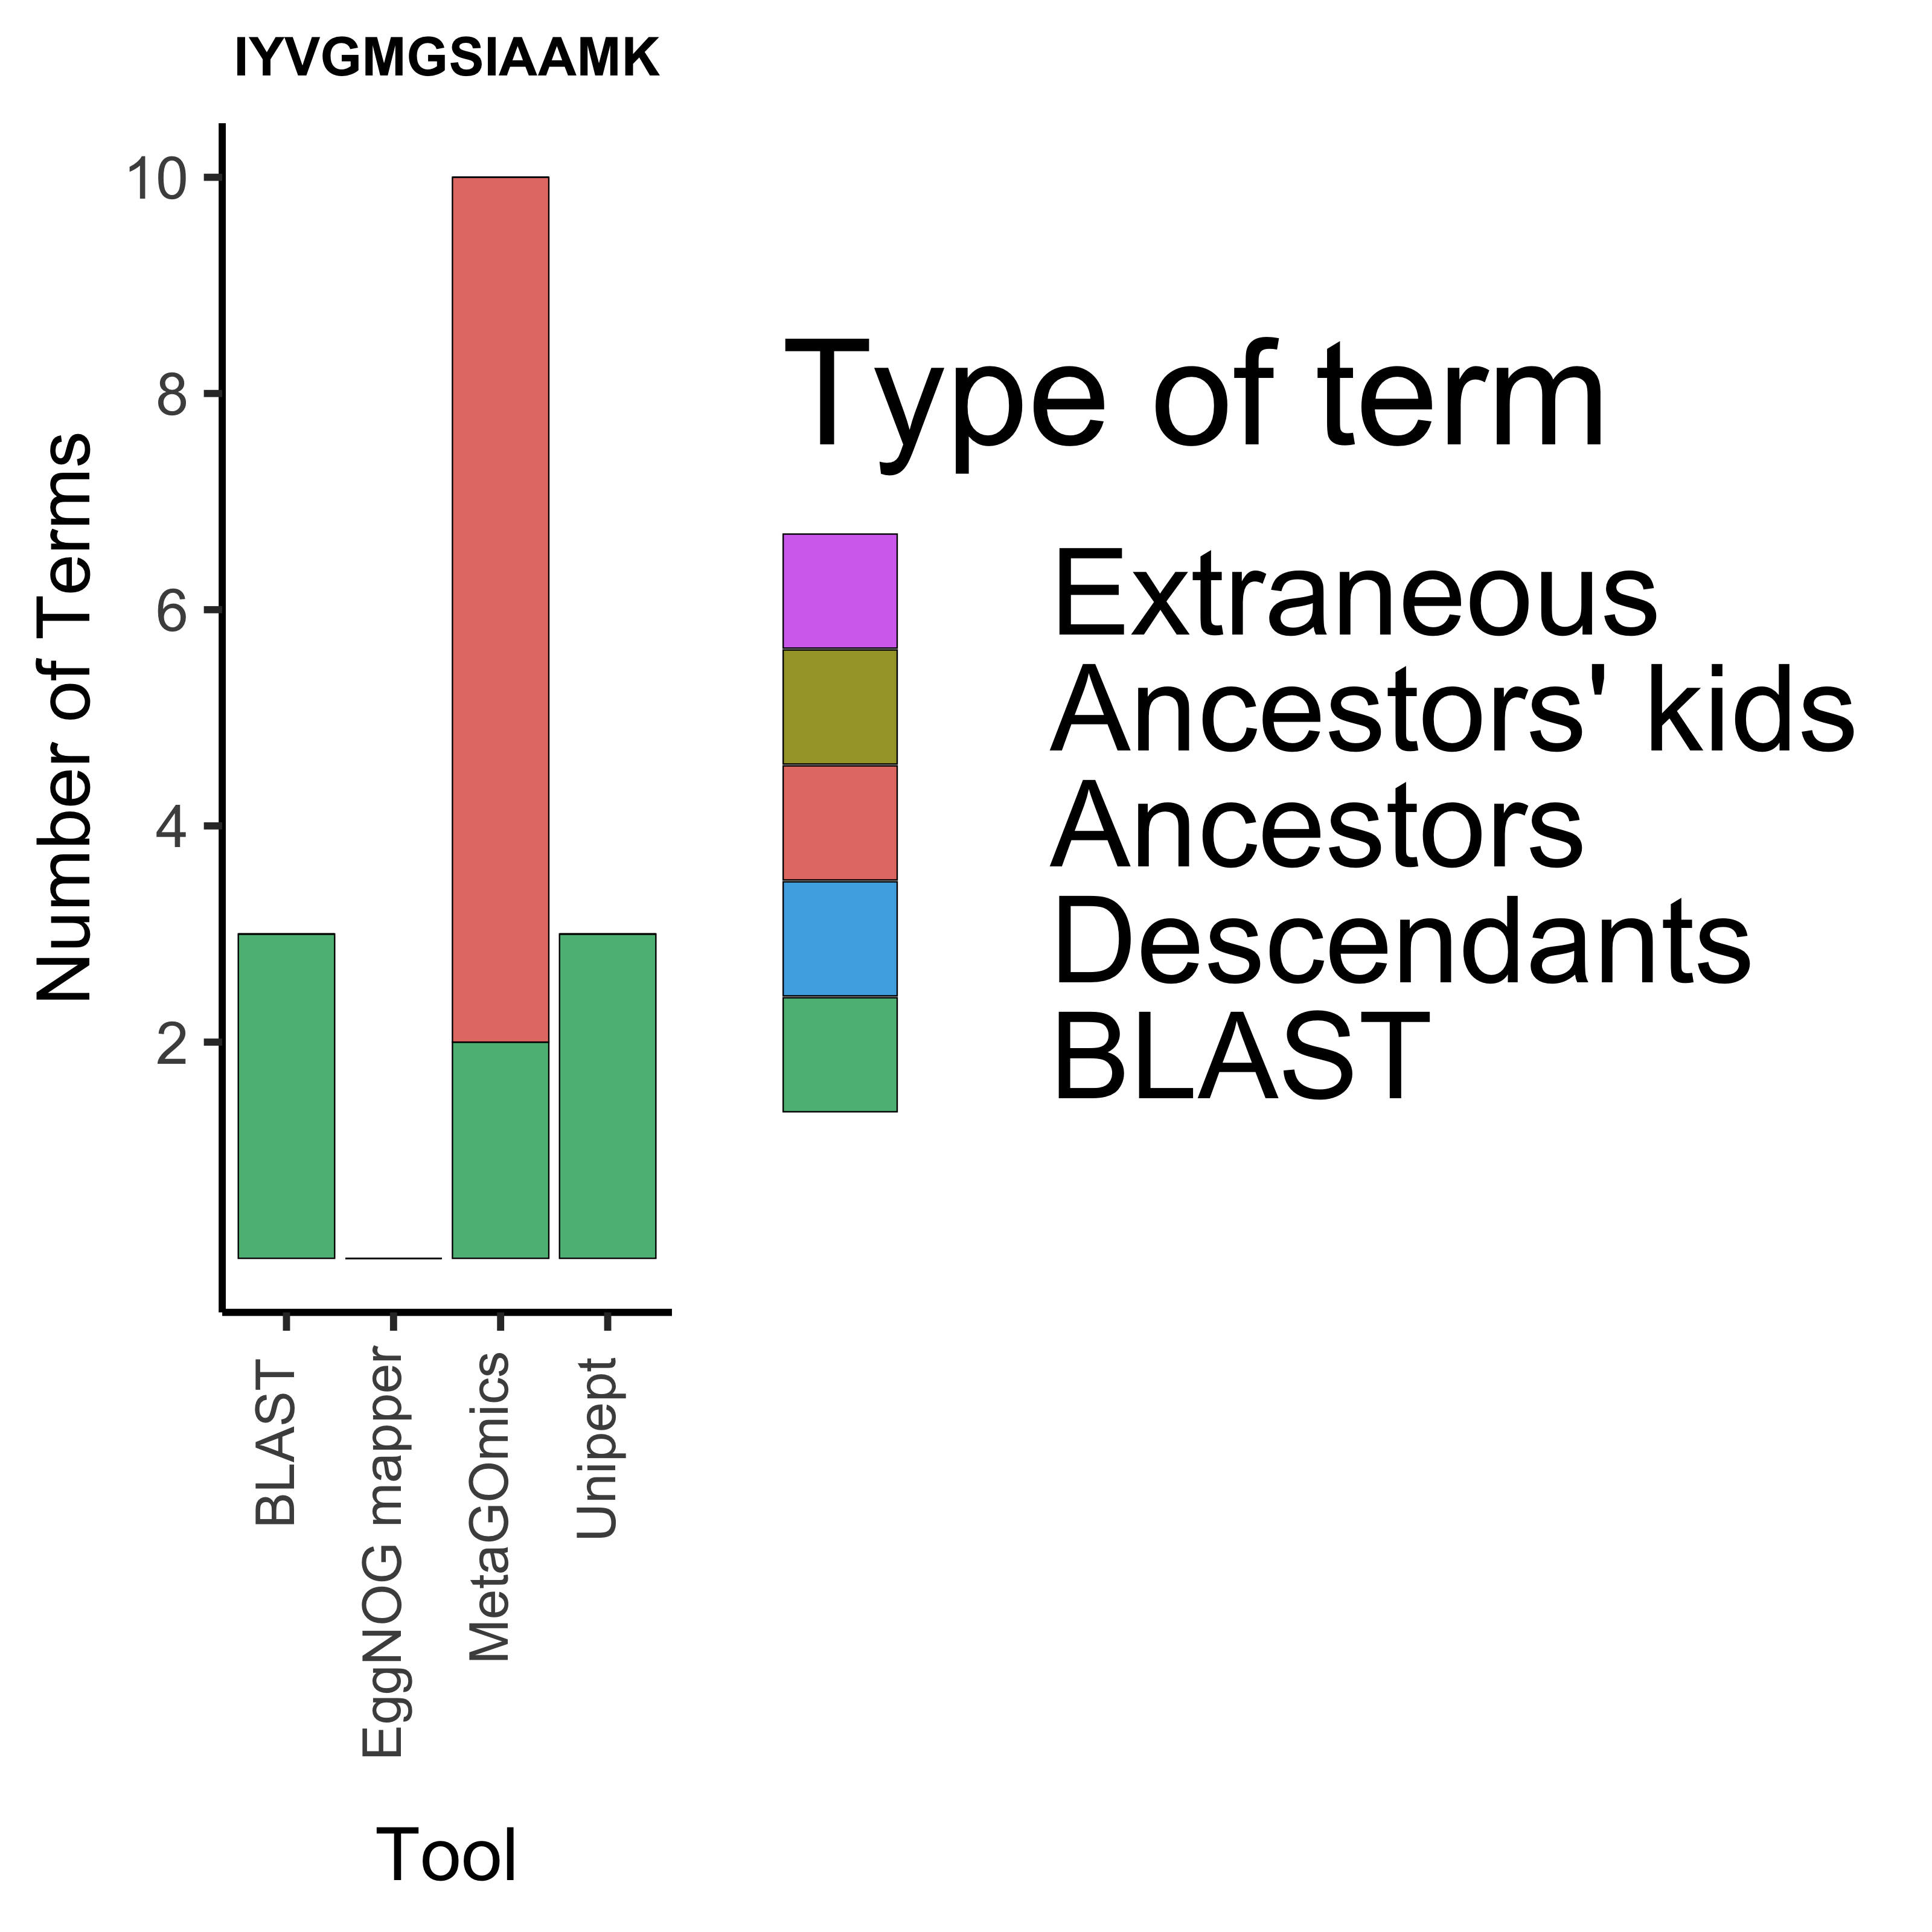 IYVGMGSIAAMK
Number of Terms
10
8
6
4
2
BLAST
EggNOG mapper
MetaGOmics
Unipept
Tool
Type of term
Extraneous
Ancestors' kids
Ancestors
Descendants
BLAST